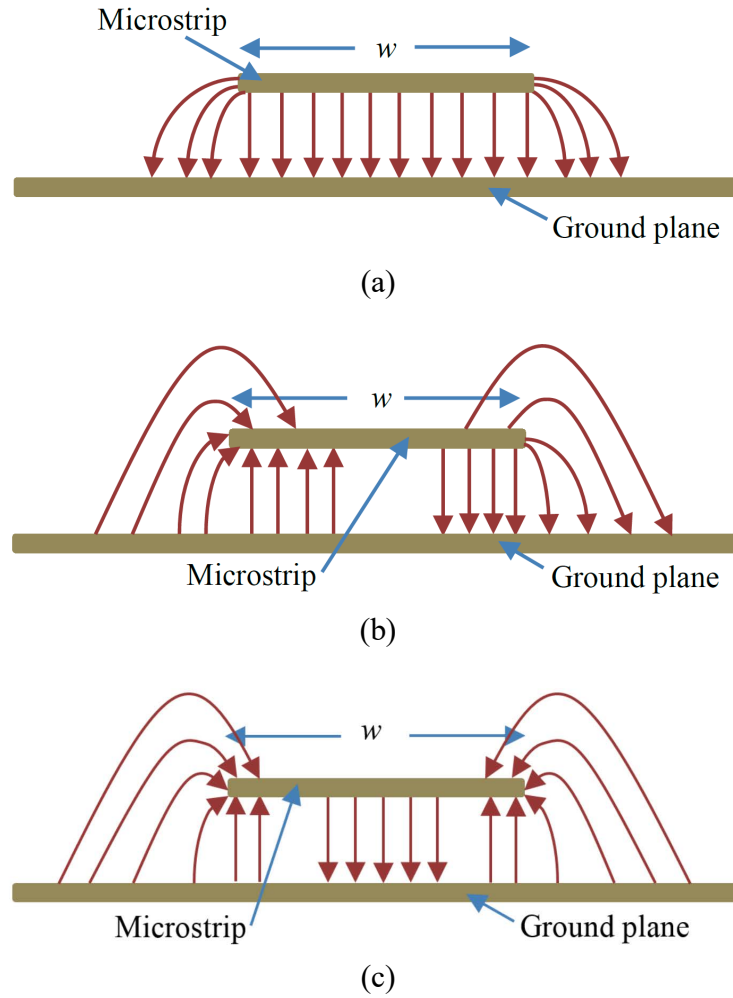 Microstrip
w
Ground plane
(a)
w
Microstrip
Ground plane
(b)
w
Microstrip
Ground plane
(c)